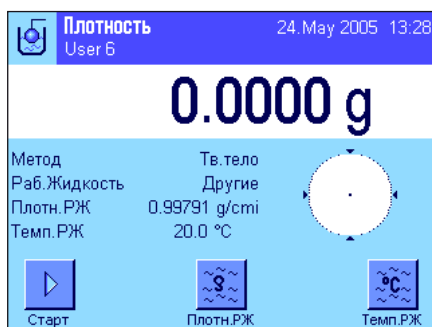 Плотность 24.May 2005 13:28
User 6
0.0000 g
Метод Тв.тело
Раб.Жидкость Другие
Плотн.РЖ 0.99791 g/cmi
Темп.РЖ 20.0 °C
°C
Старт Плотн.РЖ Темп.РЖ